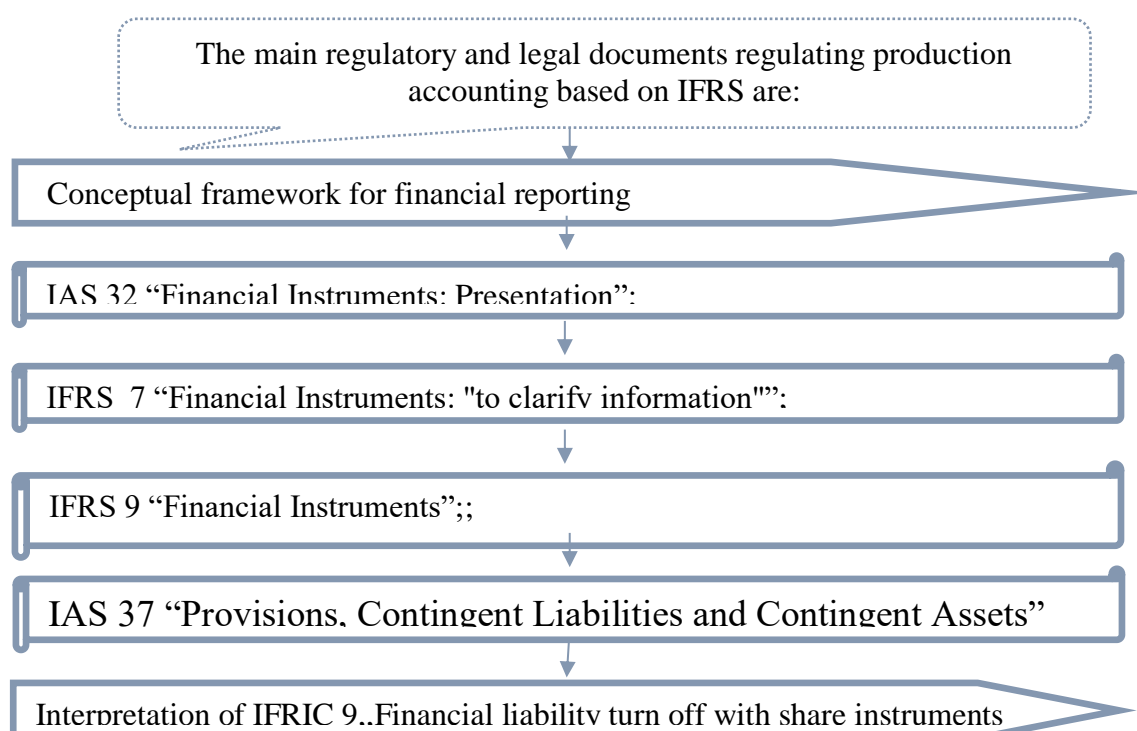 The main regulatory and legal documents regulating production
accounting based on IFRS are:
Conceptual framework for financial reporting
IAS 32 “Financial Instruments: Presentation”;
IFRS  7 “Financial Instruments: "to clarify information"”;
IFRS 9 “Financial Instruments”;;
IAS 37 “Provisions, Contingent Liabilities and Contingent Assets”
Interpretation of IFRIC 9,,Financial liability turn off with share instruments